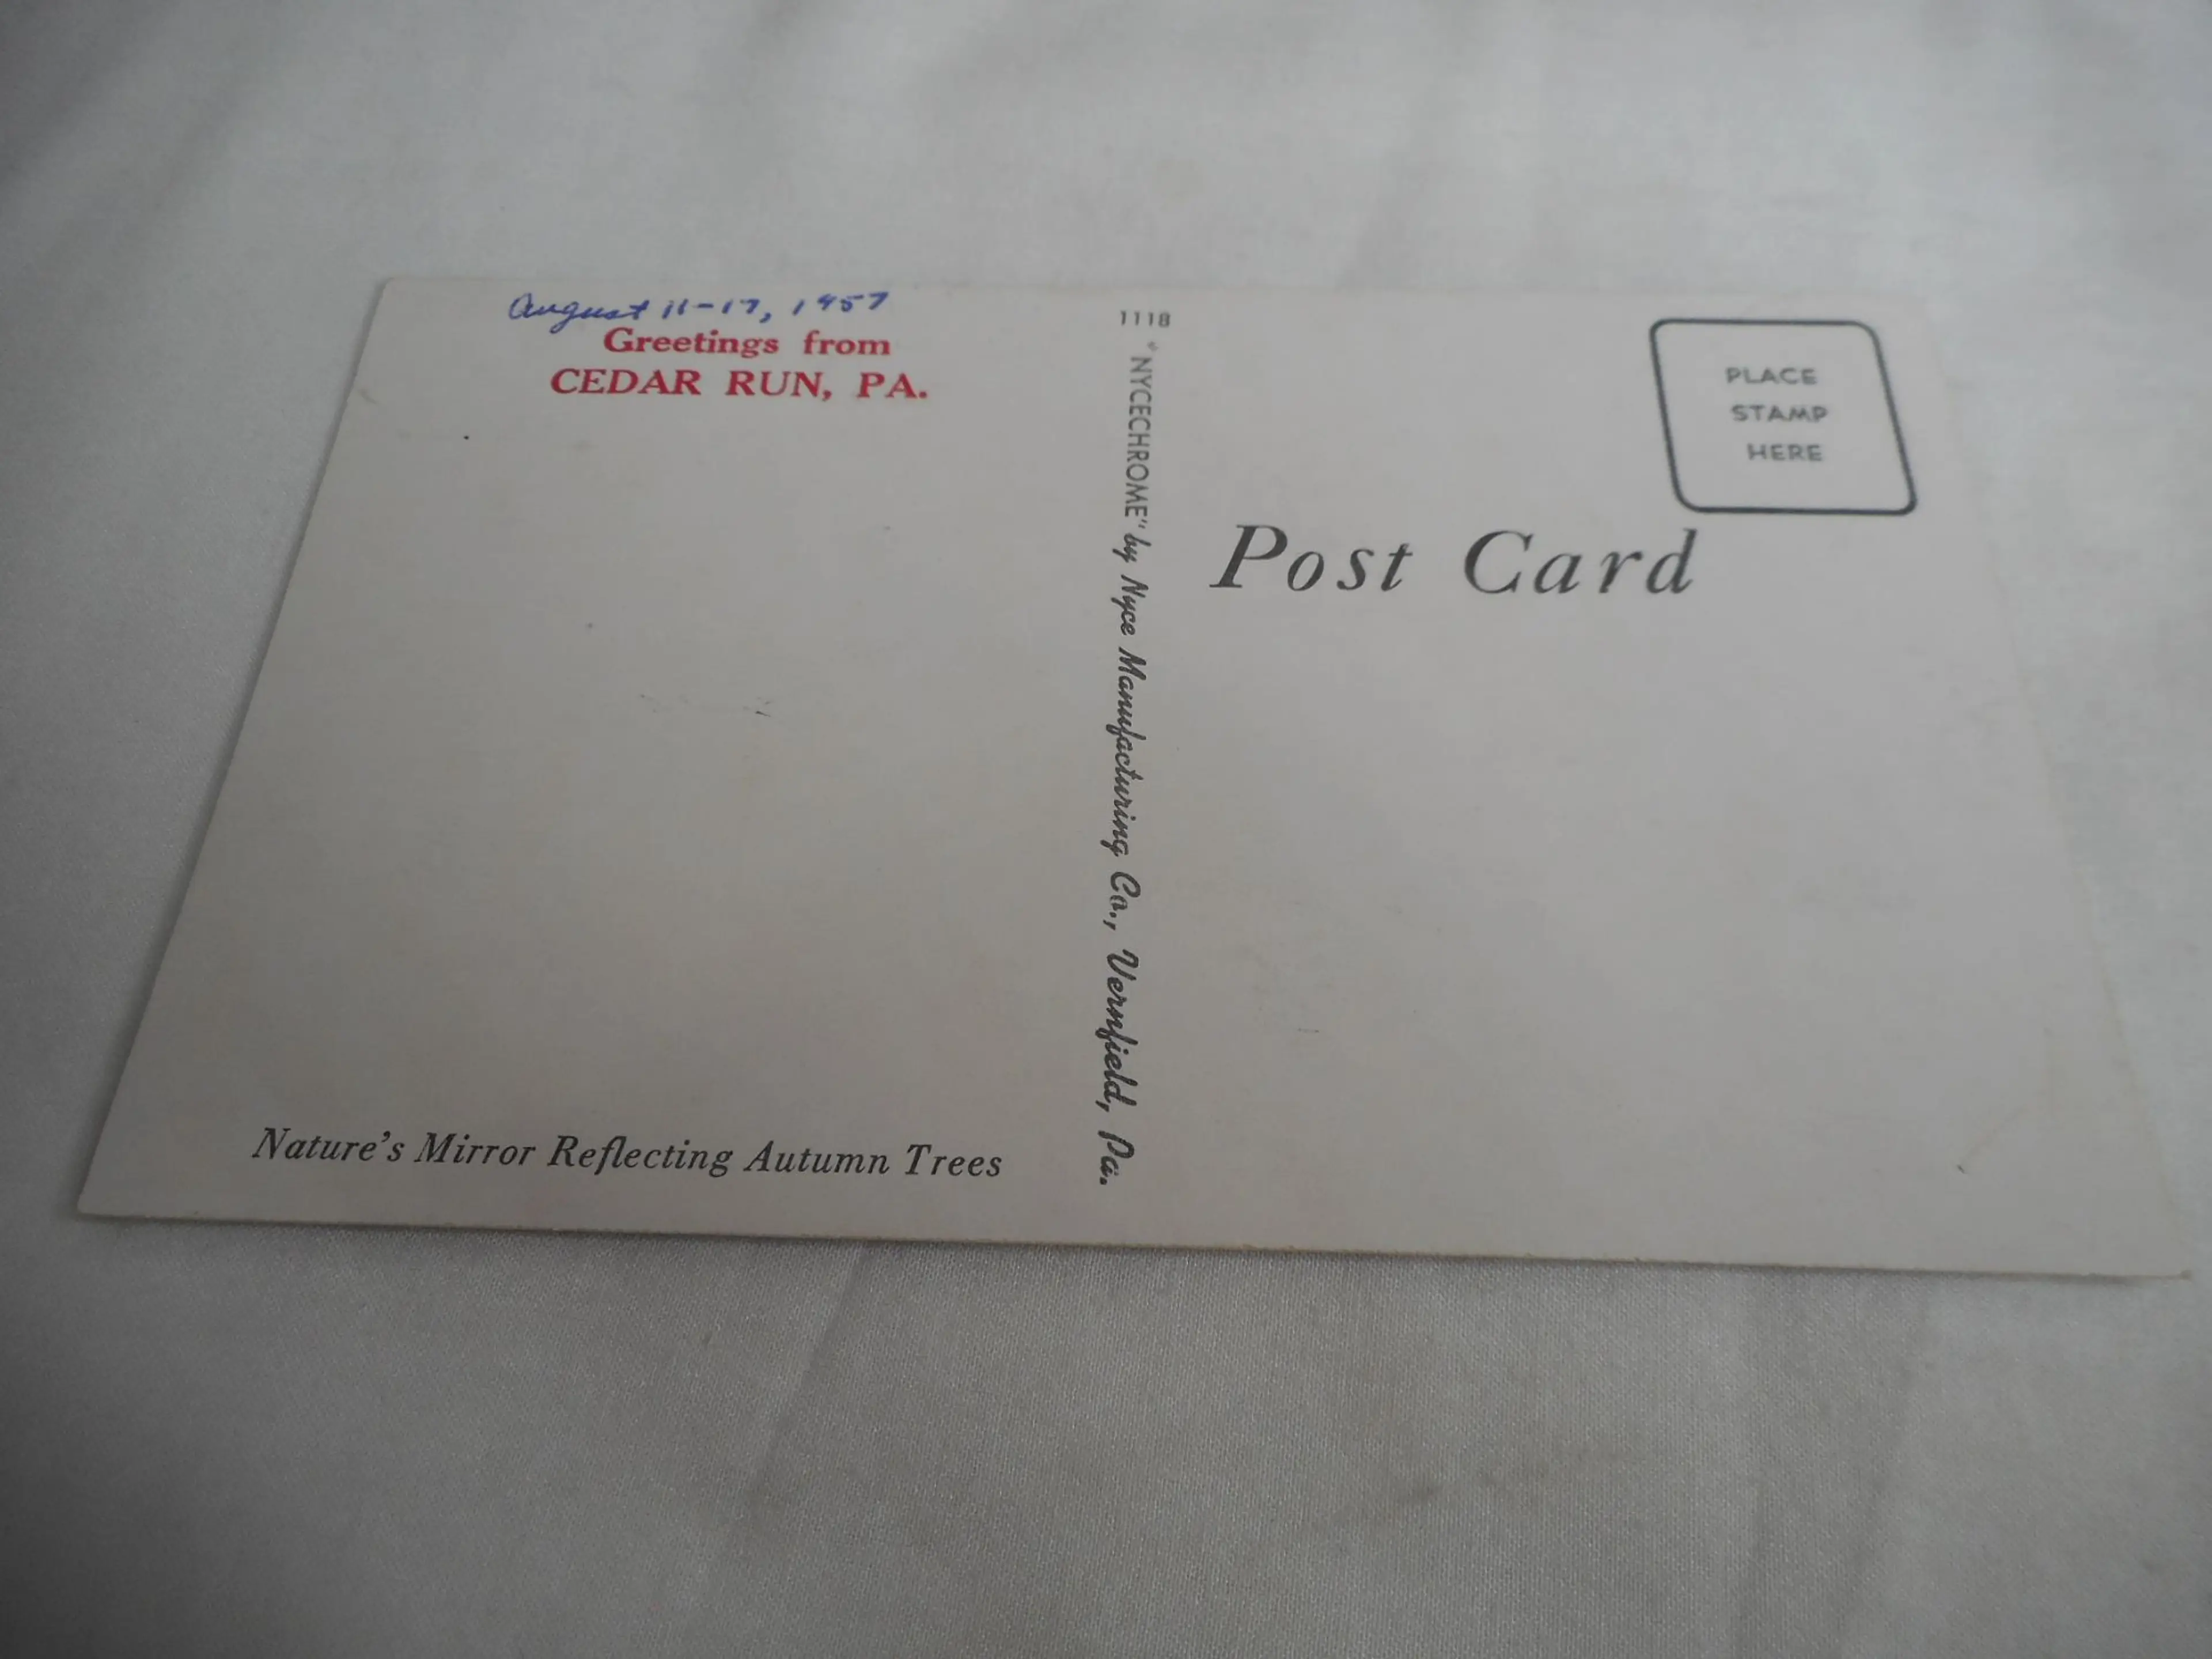 August 11-17, 1957
Greetings from
CEDAR RUN, PA.
Nature's Mirror Reflecting Autumn Trees
1118
"NYCECHROME" by Nyce Manufacturing Co., Vernfield, Pa.
PLACE
STAMP
HERE
Post Card